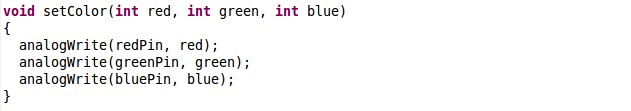 void setColor(int red, int green, int blue)
{
  analogWrite(redPin, red);
  analogWrite(greenPin, green);
  analogWrite(bluePin, blue);
}